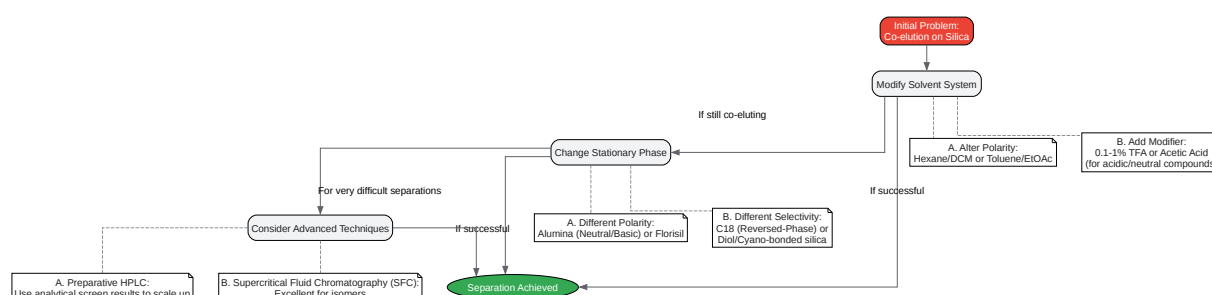 Initial Problem:
Co-elution on Silica
Modify Solvent System
If still co-eluting
A. Alter Polarity:
Hexane/DCM or Toluene/EtOAc
B. Add Modifier:
0.1-1% TFA or Acetic Acid
(for acidic/neutral compounds
Change Stationary Phase
For very difficult separations
If successful
A. Different Polarity:
Alumina (Neutral/Basic) or Florisil
B. Different Selectivity:
C18 (Reversed-Phase) or
Diol/Cyano-bonded silica
Consider Advanced Techniques
If successful
A. Preparative HPLC:
Use analytical screen results to scale up
B. Supercritical Fluid Chromatography (SFC):
Excellent for isomers
Separation Achieved